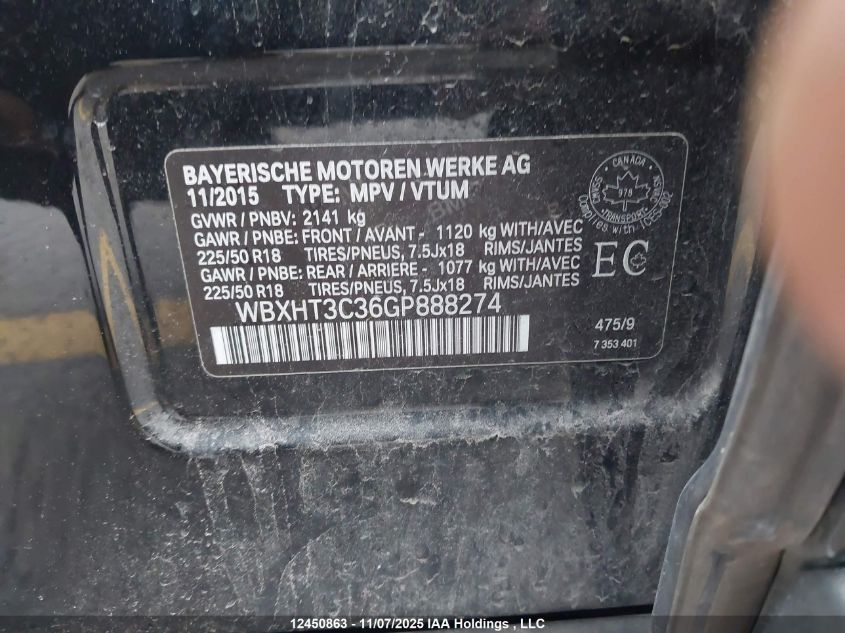 BAYERISCHE MOTOREN WERKE AG
11/2015 TYPE: MPV / VTUM
GVWR / PNBV: 2141 kg
GAWR / PNBE: FRONT / AVANT - 1120 kg WITH/AVEC
225/50 R18 TIRES/PNEUS, 7.5Jx18 RIMS/JANTES
GAWR / PNBE: REAR / ARRIERE - 1077 kg WITH/AVEC
225/50 R18 TIRES/PNEUS, 7.5Jx18 RIMS/JANTES
WBXHT3C36GP888274
CANADA
978
TRANSPORT
EC
475/9
7 353 401
12450863 - 11/07/2025 IAA Holdings , LLC